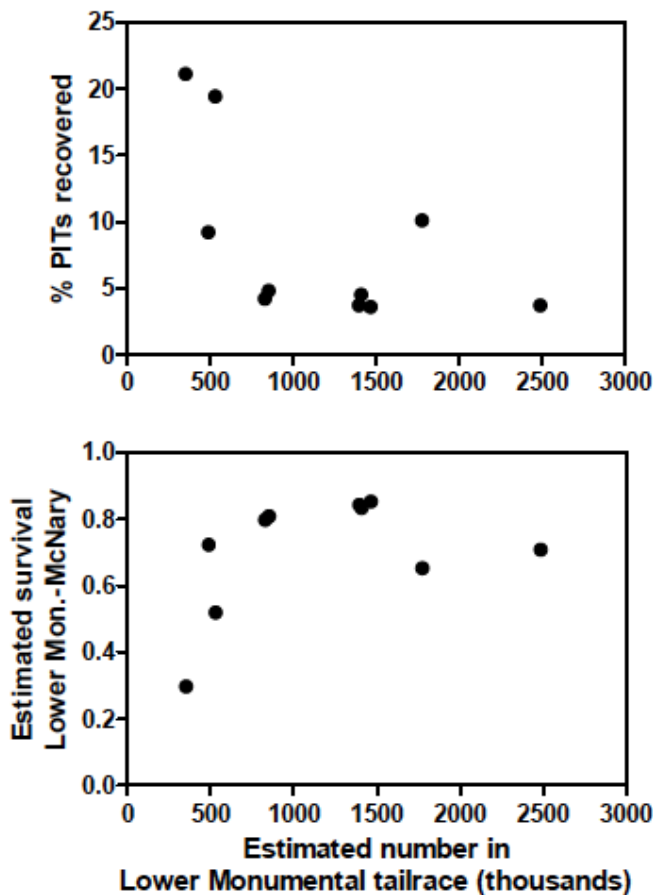 % PITs recovered
25
20
15
10
5
0
0 500 1000 1500 2000 2500 3000
Estimated survival
Lower Mon.-McNary
1.0
0.8
0.6
0.4
0.2
0.0
0 500 1000 1500 2000 2500 3000
Estimated number in
Lower Monumental tailrace (thousands)